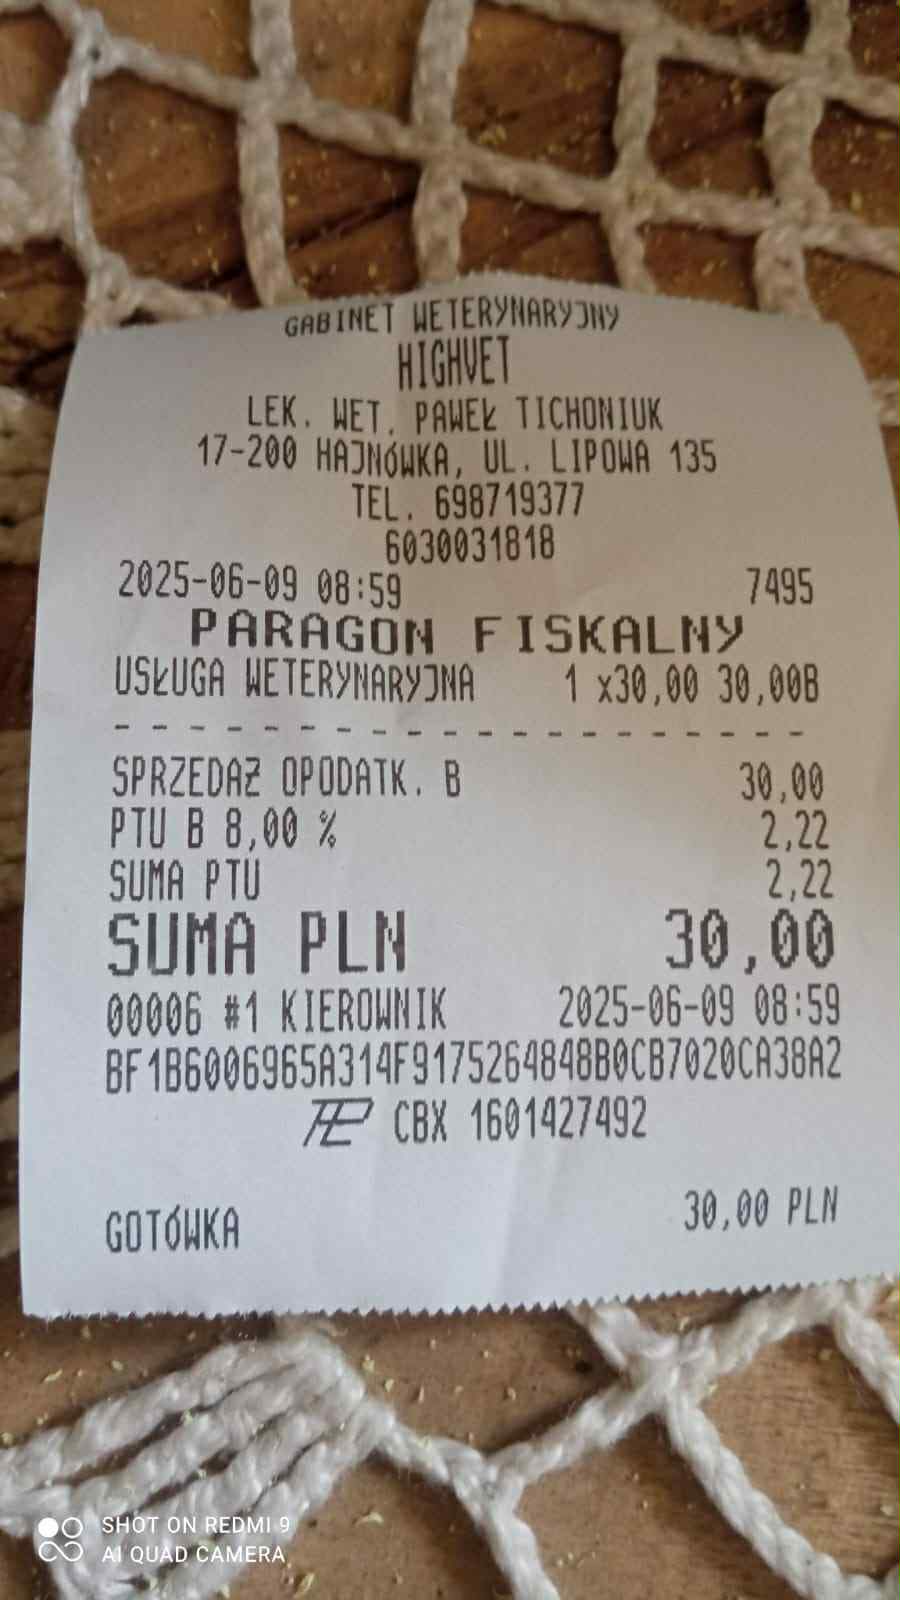 GABINET WETERYNARYJNY
HIGHVET
LEK. WET. PAWEŁ TICHONIUK
17-200 HAJNÓWKA, UL. LIPOWA 135
TEL. 698719377
6030031818
2025-06-09 08:59 7495
PARAGON FISKALNY
USŁUGA WETERYNARYJNA 1 x30,00 30,00B
- - - - - - - - - - - - - - - - - - - -
SPRZEDAŻ OPODATK. B 30,00
PTU B 8,00 % 2,22
SUMA PTU 2,22
SUMA PLN 30,00
00006 #1 KIEROWNIK 2025-06-09 08:59
BF1B6006965A314F9175264848B0CB7020CA38A2
CBX 1601427492
GOTÓWKA 30,00 PLN
SHOT ON REDMI 9
AI QUAD CAMERA